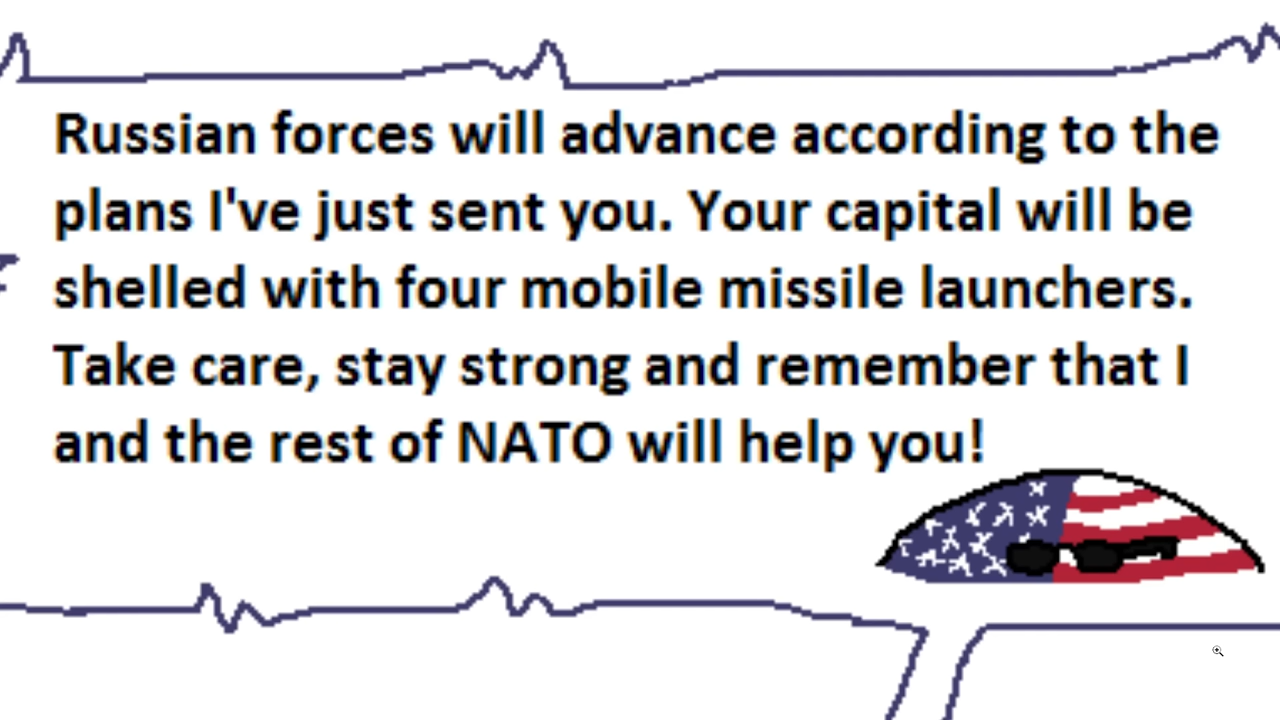 Russian forces will advance according to the
plans I've just sent you. Your capital will be
shelled with four mobile missile launchers.
Take care, stay strong and remember that I
and the rest of NATO will help you!